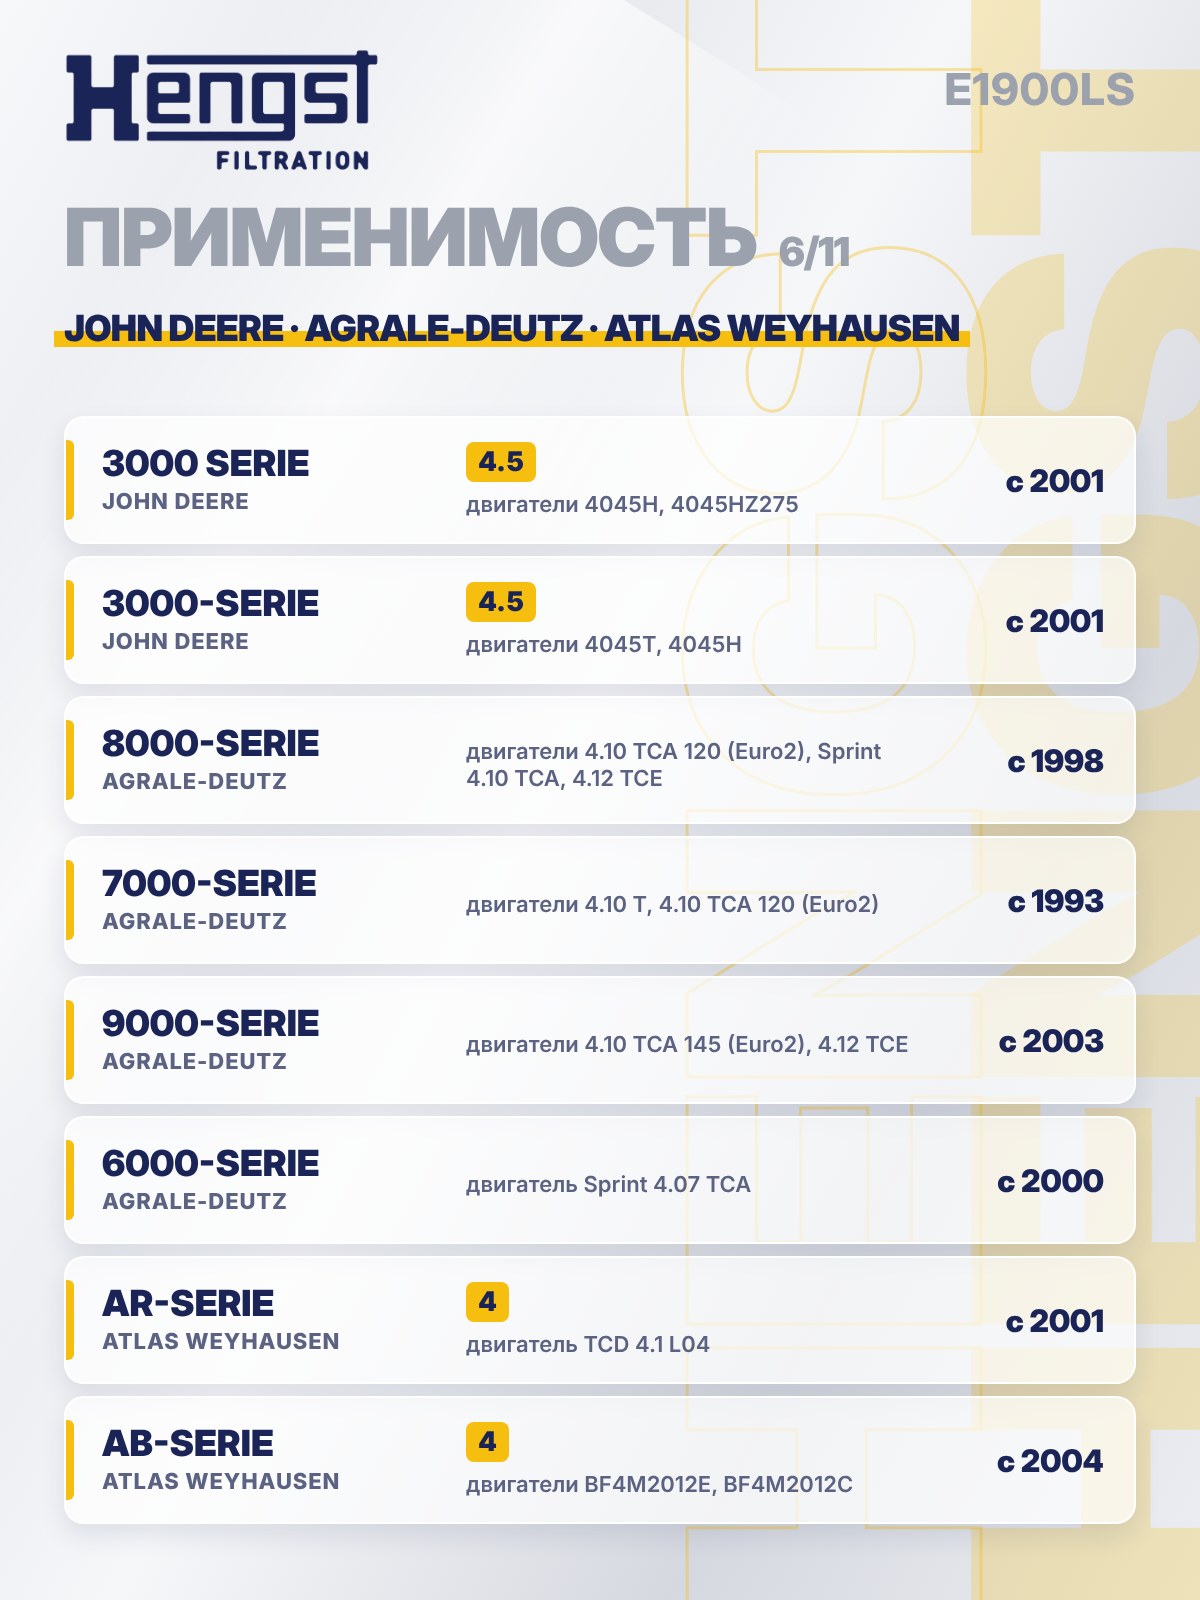 Hengst
FILTRATION
E1900LS
ПРИМЕНИМОСТЬ 6/11
JOHN DEERE · AGRALE-DEUTZ · ATLAS WEYHAUSEN
3000 SERIE
JOHN DEERE
4.5
двигатели 4045H, 4045HZ275
с 2001
3000-SERIE
JOHN DEERE
4.5
двигатели 4045T, 4045H
с 2001
8000-SERIE
AGRALE-DEUTZ
двигатели 4.10 TCA 120 (Euro2), Sprint
4.10 TCA, 4.12 TCE
с 1998
7000-SERIE
AGRALE-DEUTZ
двигатели 4.10 T, 4.10 TCA 120 (Euro2)
с 1993
9000-SERIE
AGRALE-DEUTZ
двигатели 4.10 TCA 145 (Euro2), 4.12 TCE
с 2003
6000-SERIE
AGRALE-DEUTZ
двигатель Sprint 4.07 TCA
с 2000
AR-SERIE
ATLAS WEYHAUSEN
4
двигатель TCD 4.1 L04
с 2001
AB-SERIE
ATLAS WEYHAUSEN
4
двигатели BF4M2012E, BF4M2012C
с 2004
HENGST
HENGST